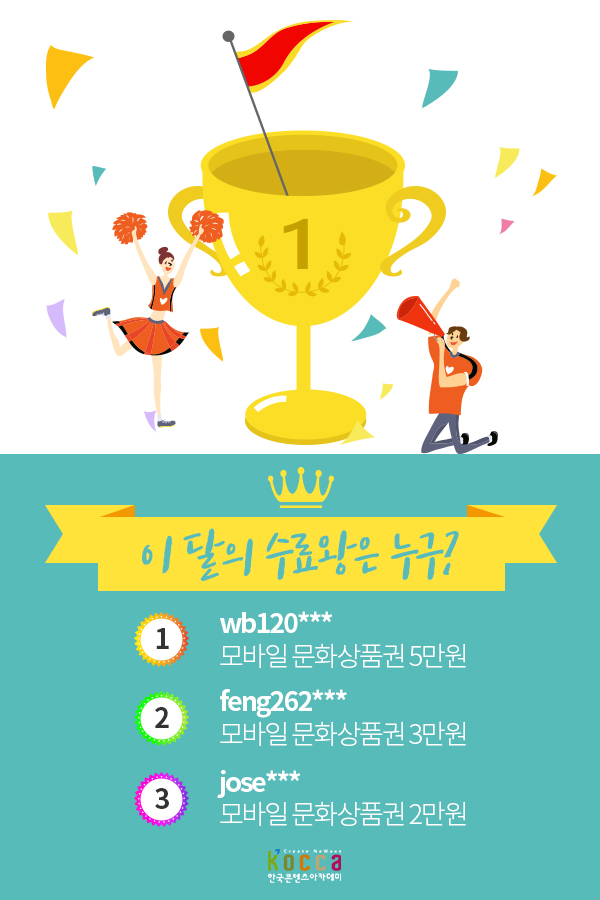 1
이 달의 수료왕은 누구?
1
wb120***
모바일 문화상품권 5만원
2
feng262***
모바일 문화상품권 3만원
3
jose***
모바일 문화상품권 2만원
Create NeWave
kocca
한국콘텐츠아카데미